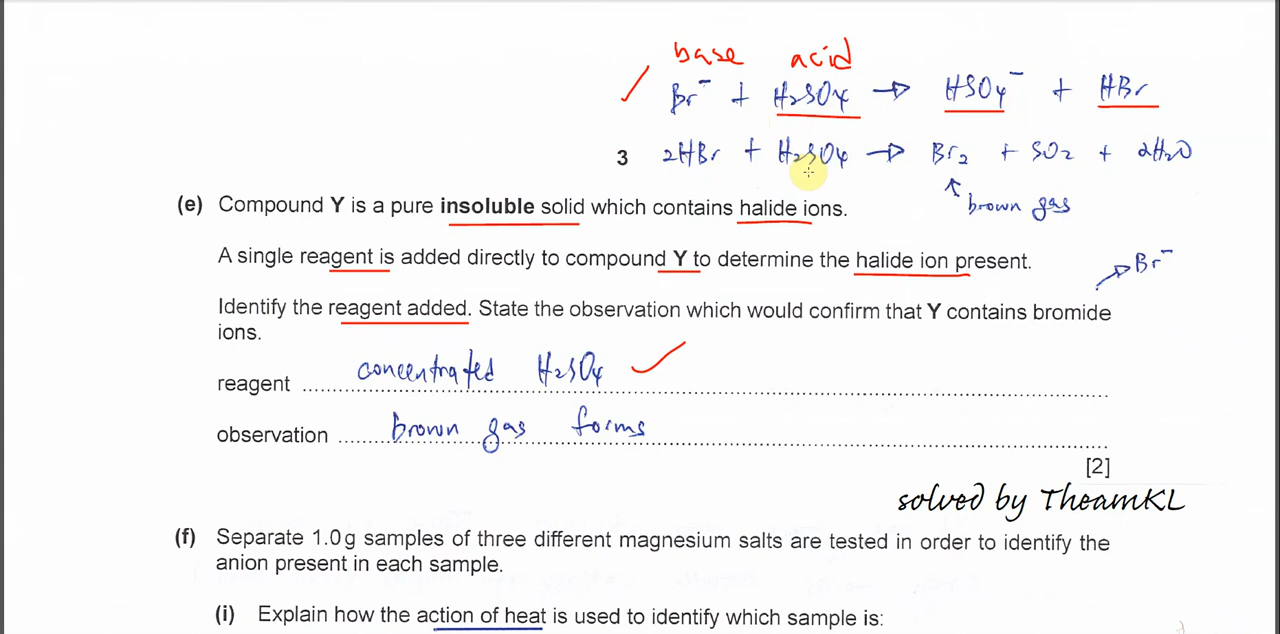 base acid
Br⁻ + H₂SO₄ → HSO₄⁻ + HBr
3 2HBr + H₂SO₄ → Br₂ + SO₂ + 2H₂O
brown gas
(e) Compound Y is a pure insoluble solid which contains halide ions.
A single reagent is added directly to compound Y to determine the halide ion present.
Br⁻
Identify the reagent added. State the observation which would confirm that Y contains bromide
ions.
reagent concentrated H₂SO₄
observation brown gas forms
[2]
solved by TheamKL
(f) Separate 1.0g samples of three different magnesium salts are tested in order to identify the
anion present in each sample.
(i) Explain how the action of heat is used to identify which sample is: